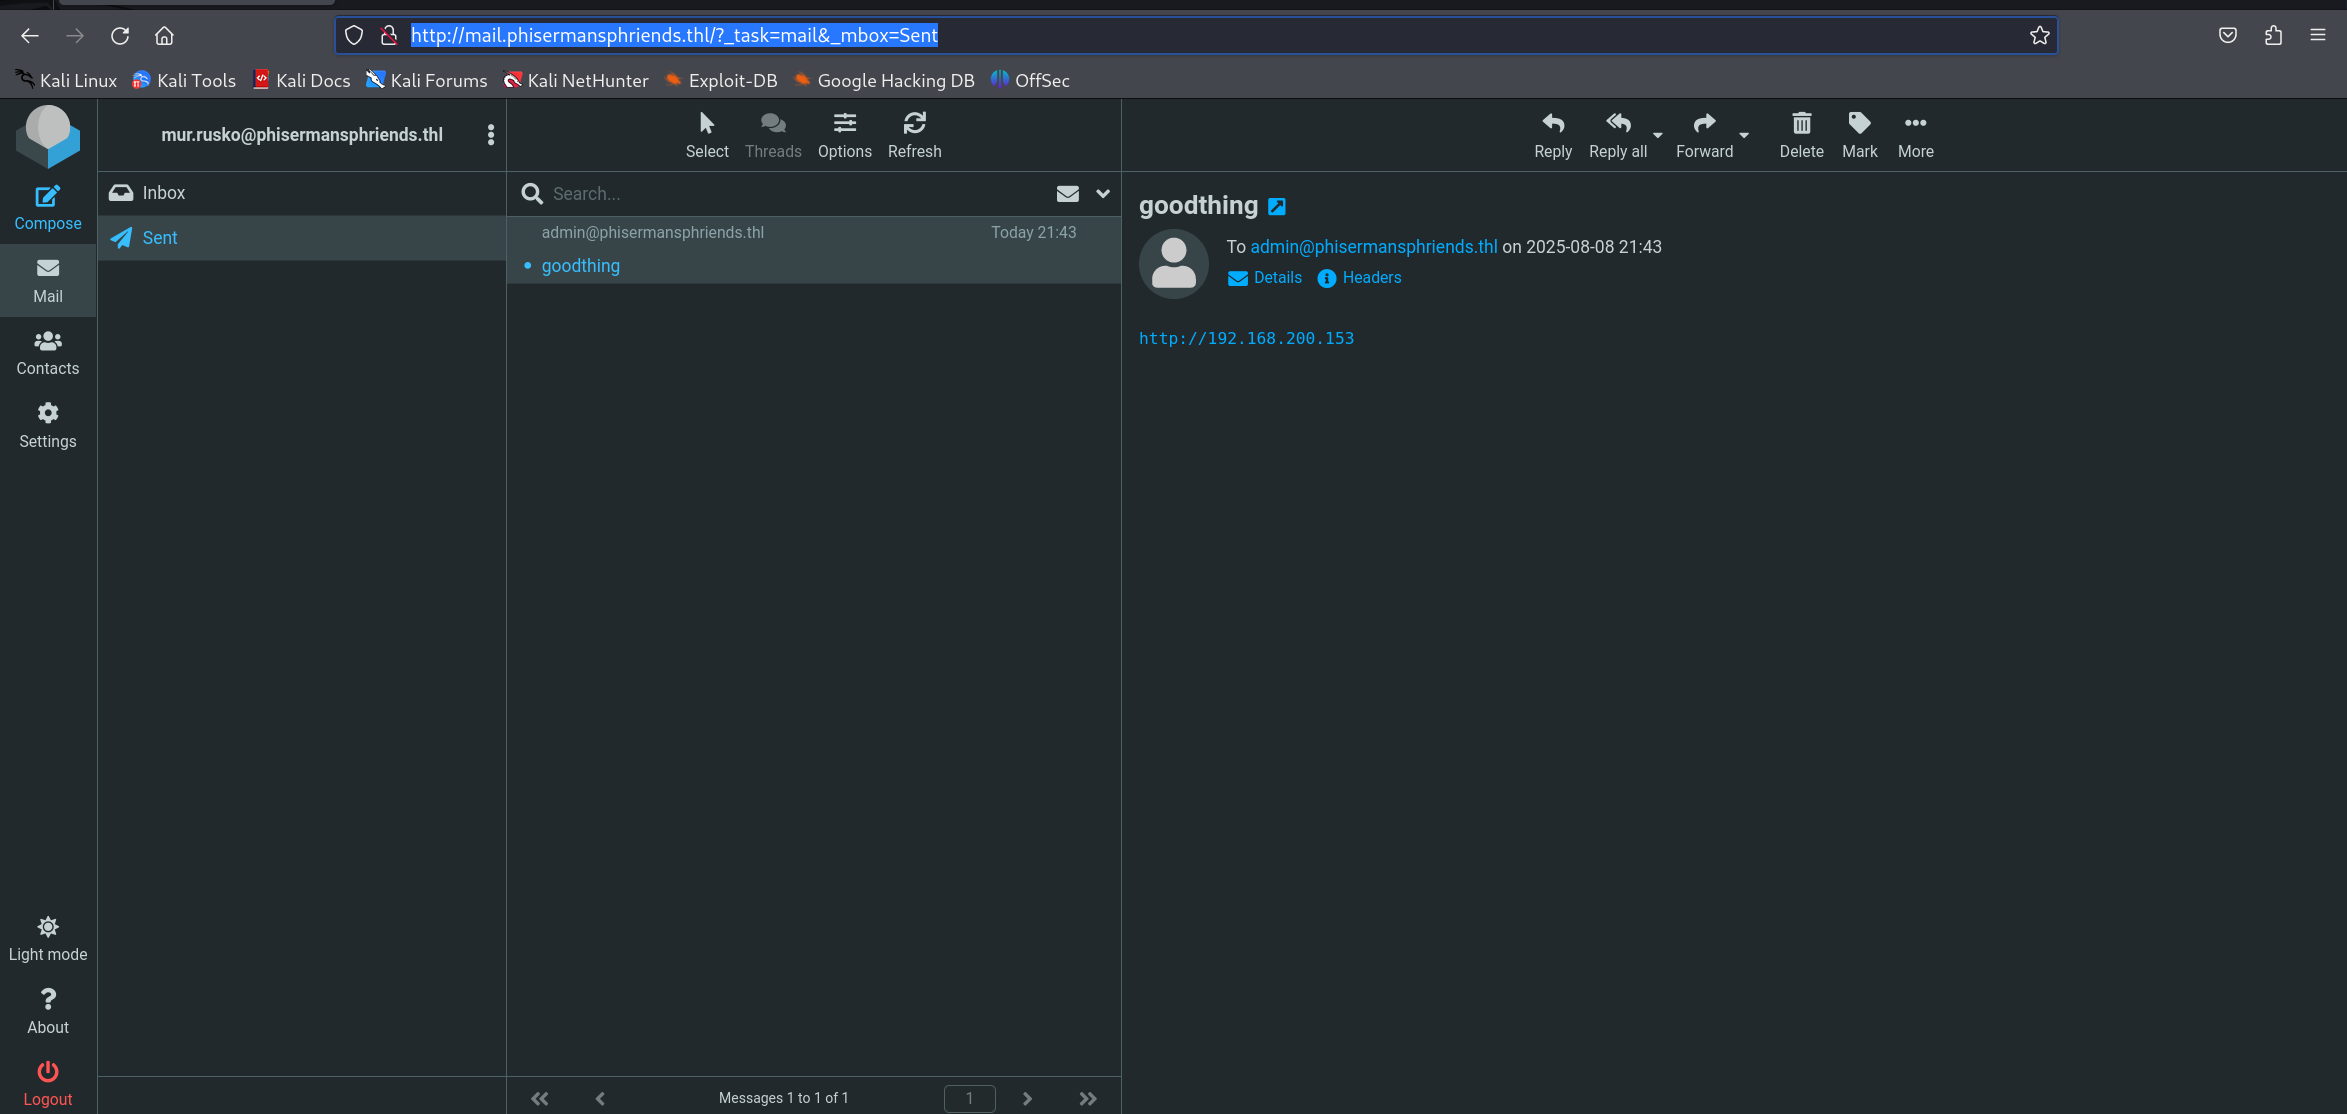 http://mail.phisermansphriends.thl/?_task=mail&_mbox=Sent
Kali Linux Kali Tools Kali Docs Kali Forums Kali NetHunter Exploit-DB Google Hacking DB OffSec
mur.rusko@phisermansphriends.thl
Select Threads Options Refresh
Reply Reply all Forward Delete Mark More
Compose
Mail
Contacts
Settings
Light mode
About
Logout
Inbox
Sent
Search...
admin@phisermansphriends.thl Today 21:43
goodthing
Messages 1 to 1 of 1 1
goodthing
To admin@phisermansphriends.thl on 2025-08-08 21:43
Details Headers
http://192.168.200.153